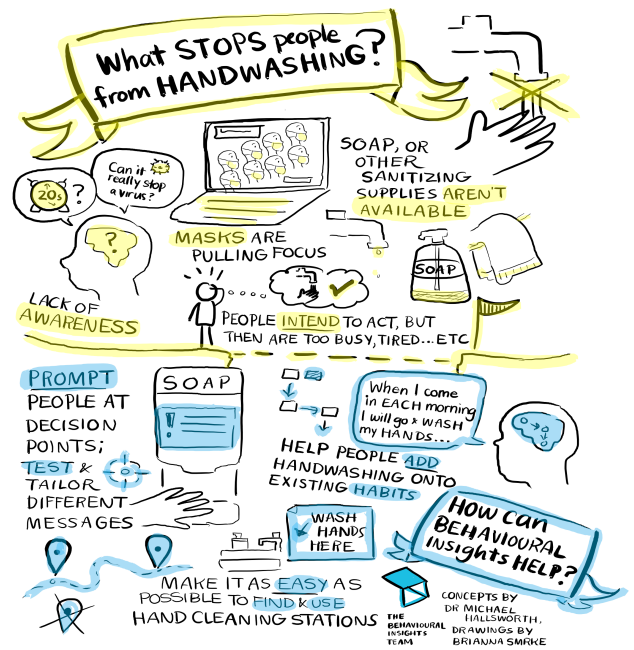 What STOPS people
from HANDWASHING?
20s
?
Can it
really stop
a virus?
?
LACK OF
AWARENESS
MASKS ARE
PULLING FOCUS
SOAP, OR
OTHER
SANITIZING
SUPPLIES AREN'T
AVAILABLE
SOAP
!
PEOPLE INTEND TO ACT, BUT
THEN ARE TOO BUSY, TIRED...ETC
PROMPT
PEOPLE AT
DECISION
POINTS;
TEST &
TAILOR
DIFFERENT
MESSAGES
SOAP
!
When I come
in EACH morning
I will go & WASH
my HANDS...
HELP PEOPLE ADD
HANDWASHING ONTO
EXISTING HABITS
HOW CAN
BEHAVIOURAL
INSIGHTS HELP?
WASH
HANDS
HERE
MAKE IT AS EASY AS
POSSIBLE TO FIND & USE
HAND CLEANING STATIONS
THE
BEHAVIOURAL
INSIGHTS
TEAM
CONCEPTS BY
DR MICHAEL
HALLSWORTH,
DRAWINGS BY
BRIANNA SMRKE